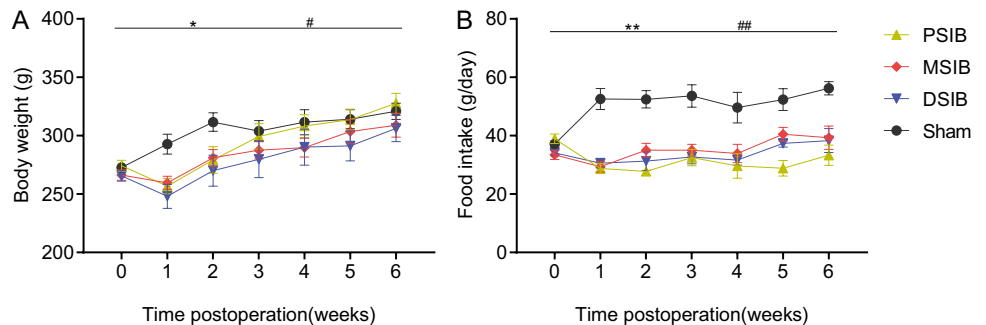 A
Body weight (g)
400
350
300
250
200
* #
0 1 2 3 4 5 6
Time postoperation(weeks)
B
Food intake (g/day)
80
60
40
20
0
** ##
0 1 2 3 4 5 6
Time postoperation(weeks)
PSIB
MSIB
DSIB
Sham